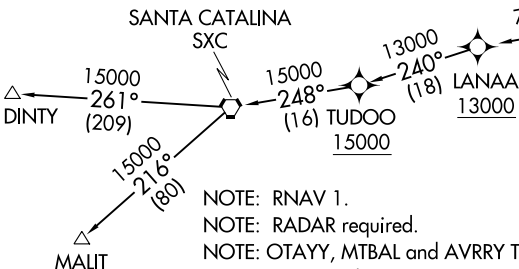 SANTA CATALINA
SXC
15000
261°
(209)
DINTY
15000
248°
(16)
TUDOO
15000
13000
240°
(18)
LANAA
13000
15000
216°
(80)
MALIT
NOTE: RNAV 1.
NOTE: RADAR required.
NOTE: OTAYY, MTBAL and AVRRY